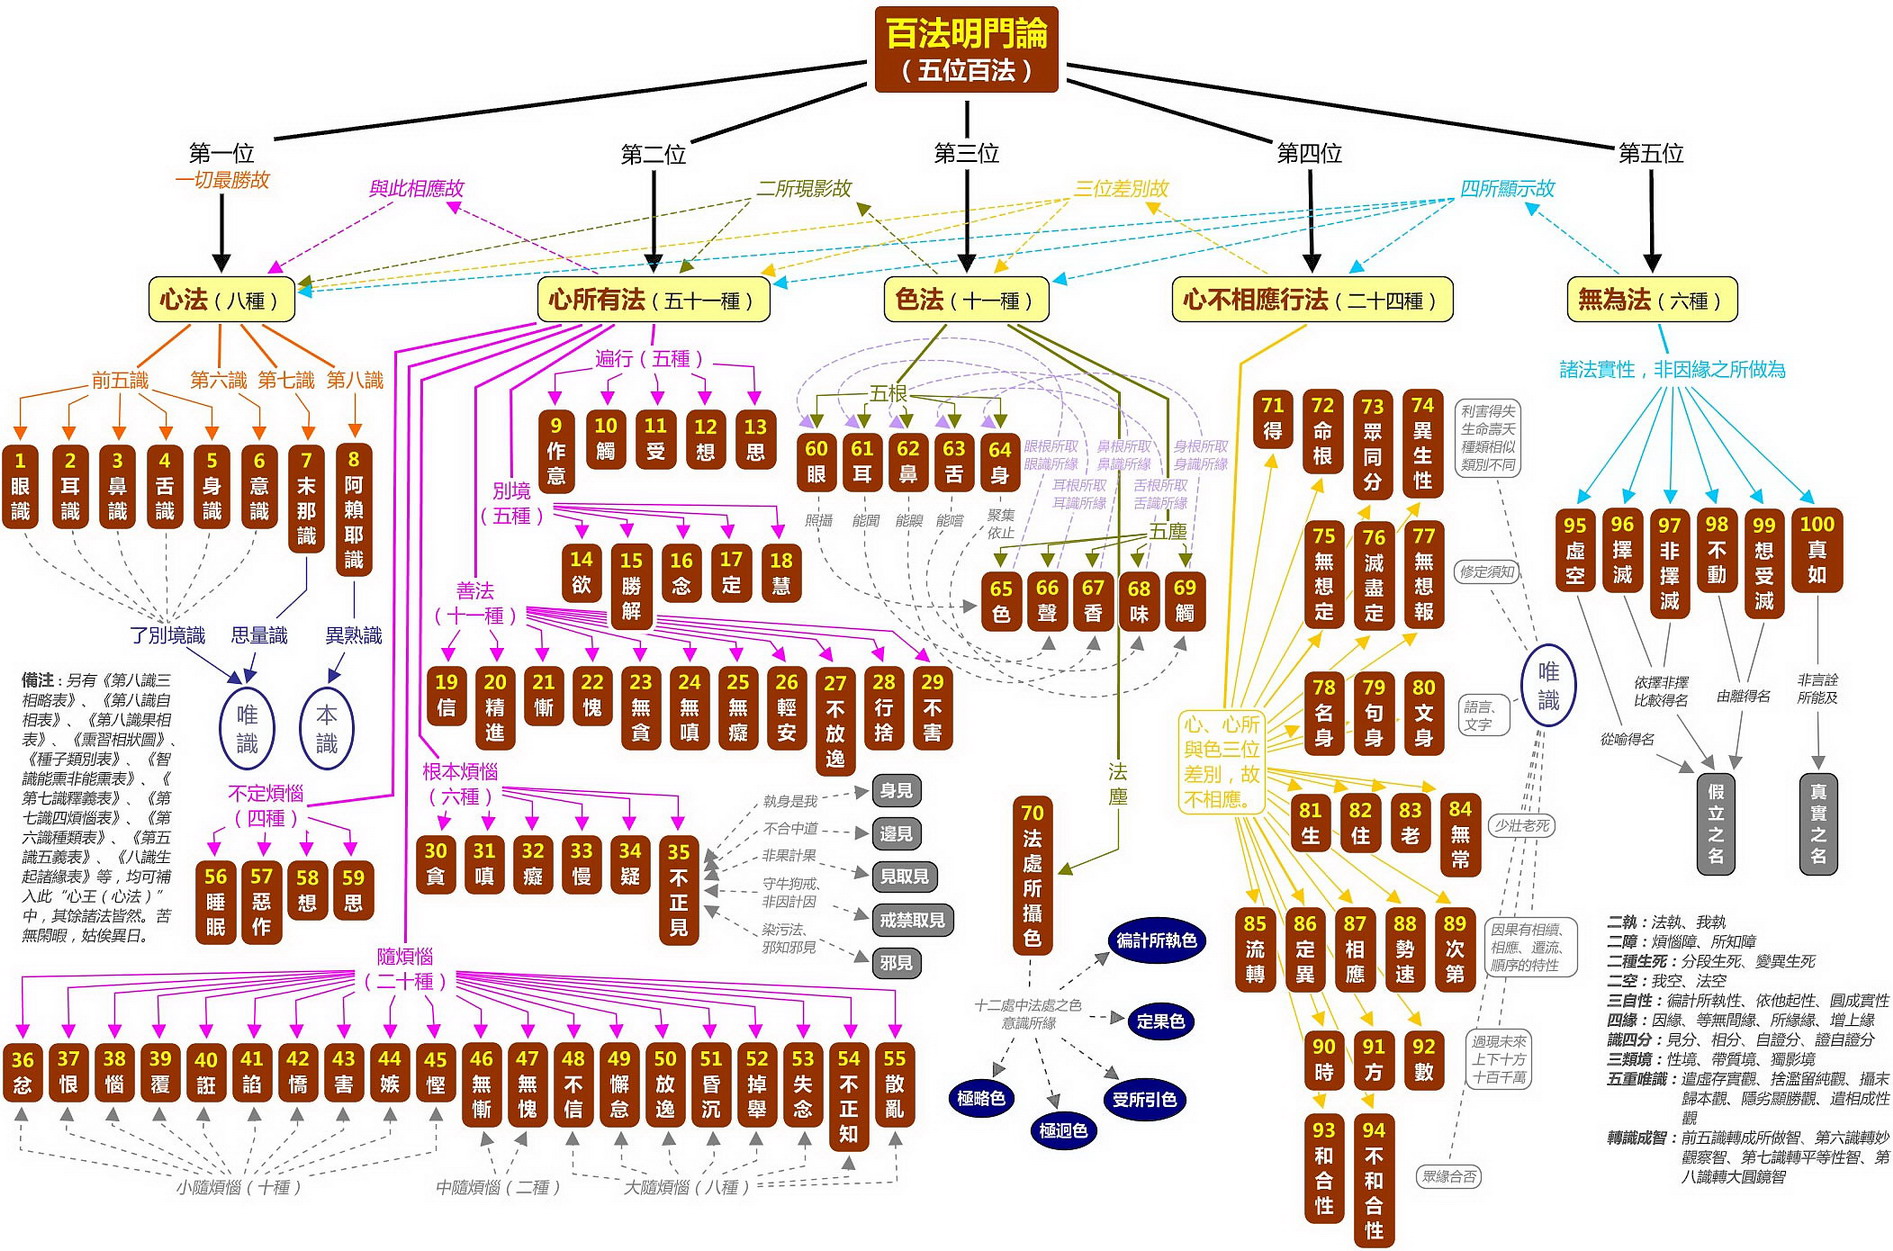 百法明門論
（五位百法）
第一位
一切最勝故
第二位
第三位
第四位
第五位
與此相應故
二所現影故
三位差別故
四所顯示故
心法（八種）
心所有法（五十一種）
色法（十一種）
心不相應行法（二十四種）
無為法（六種）
前五識
第六識
第七識
第八識
1 眼識
2 耳識
3 鼻識
4 舌識
5 身識
6 意識
7 末那識
8 阿賴耶識
了別境識
思量識
異熟識
唯識
本識
備注：另有《第八識三
相略表》、《第八識自
相表》、《第八識果相
表》、《熏習相狀圖》、
《種子類別表》、《智
識能熏非能熏表》、《
第七識釋義表》、《第
七識四煩惱表》、《第
六識種類表》、《第五
識五義表》、《八識生
起諸緣表》等，均可補
入此“心王（心法）”
中，其馀諸法皆然。苦
無閑暇，姑俟異日。
遍行（五種）
9 作意
10 觸
11 受
12 想
13 思
別境
（五種）
14 欲
15 勝解
16 念
17 定
18 慧
善法
（十一種）
19 信
20 精進
21 慚
22 愧
23 無貪
24 無嗔
25 無癡
26 輕安
27 不放逸
28 行捨
29 不害
根本煩惱
（六種）
30 貪
31 嗔
32 癡
33 慢
34 疑
35 不正見
執身是我
不合中道
非果計果
守牛狗戒、
非因計因
染污法、
邪知邪見
身見
邊見
見取見
戒禁取見
邪見
不定煩惱
（四種）
56 睡眠
57 惡作
58 想
59 思
隨煩惱
（二十種）
36 忿
37 恨
38 惱
39 覆
40 誑
41 諂
42 憍
43 害
44 嫉
45 慳
46 無慚
47 無愧
48 不信
49 懈怠
50 放逸
51 昏沉
52 掉舉
53 失念
54 不正知
55 散亂
小隨煩惱（十種）
中隨煩惱（二種）
大隨煩惱（八種）
五根
60 眼
61 耳
62 鼻
63 舌
64 身
照攝
能聞
能齅
能嚐
聚集
依止
眼根所取
眼識所緣
耳根所取
耳識所緣
鼻根所取
鼻識所緣
舌根所取
舌識所緣
身根所取
身識所緣
五塵
65 色
66 聲
67 香
68 味
69 觸
法塵
70 法處所攝色
十二處中法處之色
意識所緣
徧計所執色
定果色
受所引色
極迥色
極略色
心、心所
與色三位
差別，故
不相應。
71 得
72 命根
73 眾同分
74 異生性
75 無想定
76 滅盡定
77 無想報
78 名身
79 句身
80 文身
81 生
82 住
83 老
84 無常
85 流轉
86 定異
87 相應
88 勢速
89 次第
90 時
91 方
92 數
93 和合性
94 不和合性
利害得失
生命壽夭
種類相似
類別不同
修定須知
語言、
文字
少壯老死
因果有相續、
相應、遷流、
順序的特性
過現未來
上下十方
十百千萬
眾緣合否
唯識
諸法實性，非因緣之所做為
95 虛空
96 擇滅
97 非擇滅
98 不動
99 想受滅
100 真如
從喻得名
依擇非擇
比較得名
由離得名
非言詮
所能及
假立之名
真實之名
二執：法執、我執
二障：煩惱障、所知障
二種生死：分段生死、變異生死
二空：我空、法空
三自性：徧計所執性、依他起性、圓成實性
四緣：因緣、等無間緣、所緣緣、增上緣
識四分：見分、相分、自證分、證自證分
三類境：性境、帶質境、獨影境
五重唯識：遣虛存實觀、捨濫留純觀、攝末
歸本觀、隱劣顯勝觀、遣相成性
觀
轉識成智：前五識轉成所做智、第六識轉妙
觀察智、第七識轉平等性智、第
八識轉大圓鏡智